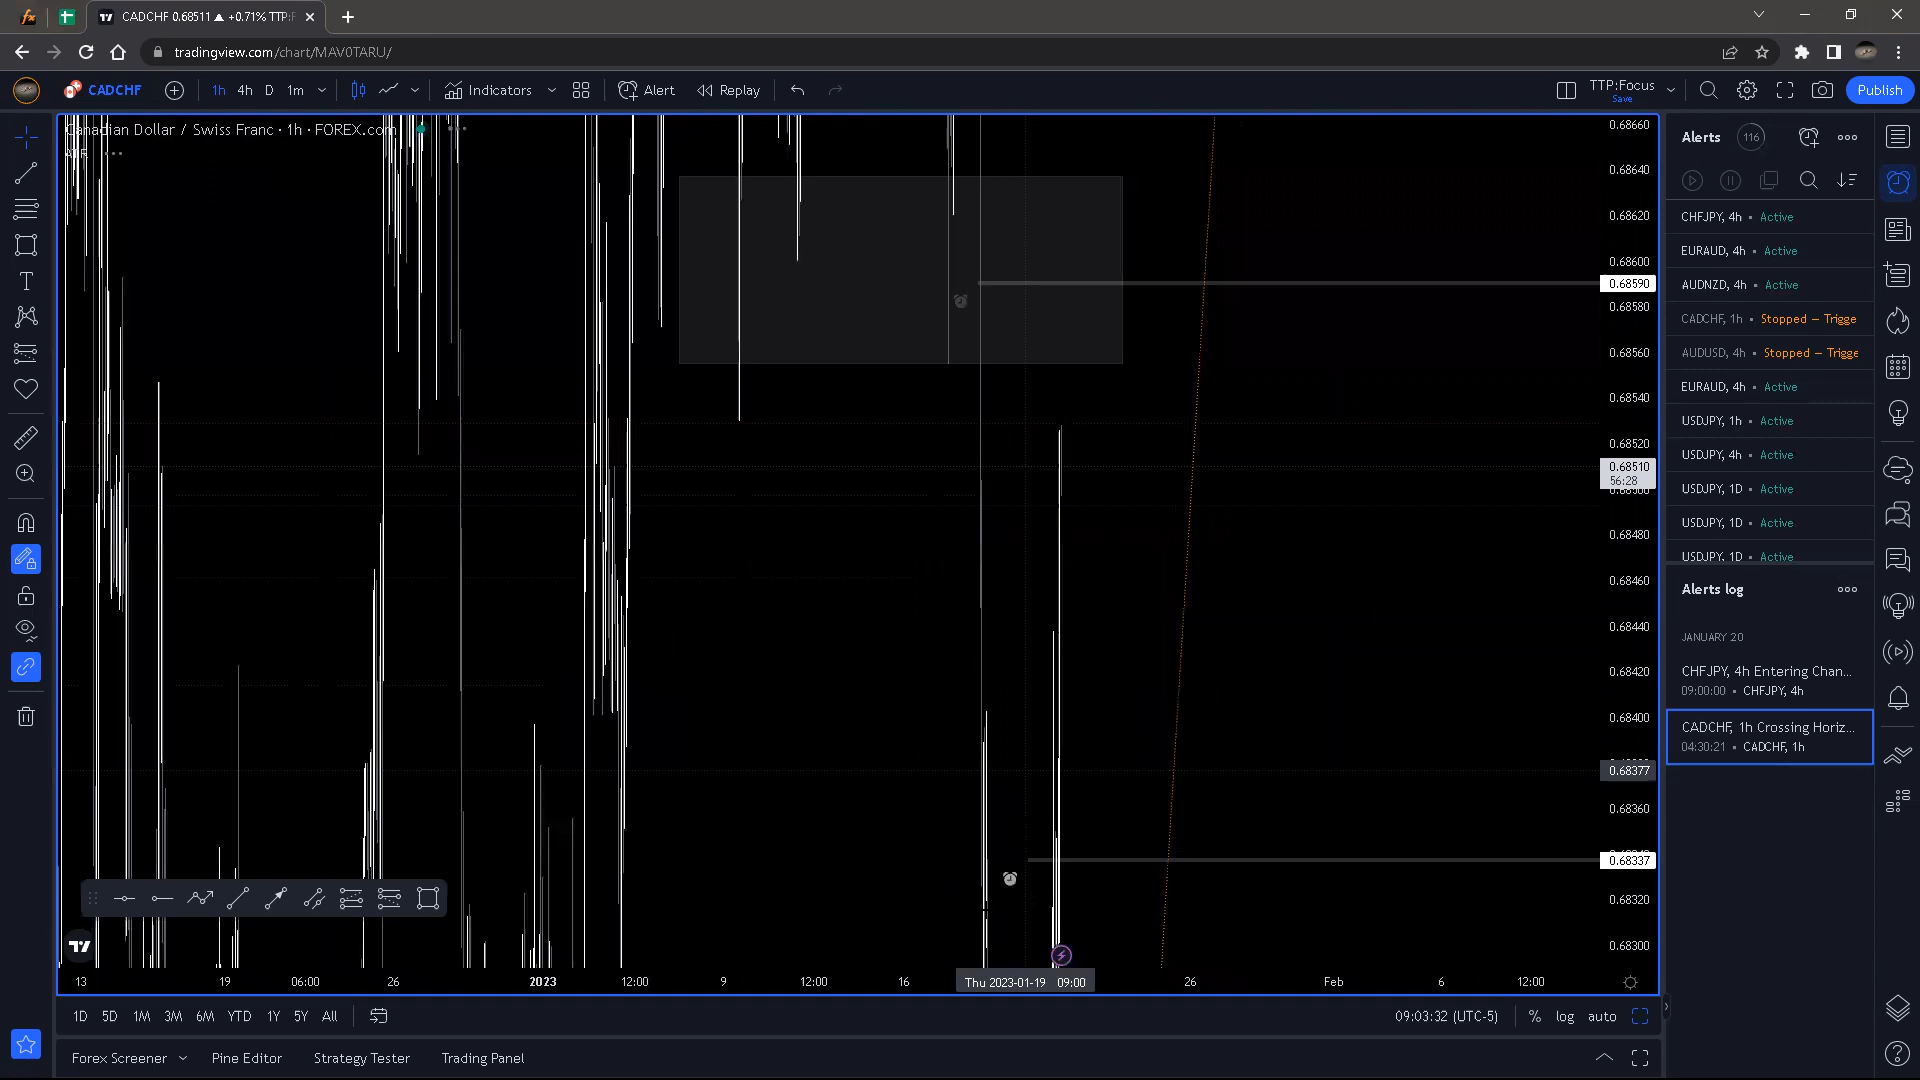 CADCHF 0.68511 ▲ +0.71% TTP:F
tradingview.com/chart/MAV0TARU/
CADCHF
1h
4h
D
1m
Indicators
Alert
Replay
TTP:Focus
Save
Publish
Canadian Dollar / Swiss Franc · 1h · FOREX.com
0.68660
0.68640
0.68620
0.68600
0.68590
0.68580
0.68560
0.68540
0.68520
0.68510
56:28
0.68500
0.68480
0.68460
0.68440
0.68420
0.68400
0.68377
0.68360
0.68337
0.68320
0.68300
13
19
06:00
26
2023
12:00
9
12:00
16
Thu 2023-01-19 09:00
26
Feb
6
12:00
1D
5D
1M
3M
6M
YTD
1Y
5Y
All
09:03:32 (UTC-5)
%
log
auto
Forex Screener
Pine Editor
Strategy Tester
Trading Panel
Alerts
116
CHFJPY, 4h • Active
EURAUD, 4h • Active
AUDNZD, 4h • Active
CADCHF, 1h • Stopped – Trigge
AUDUSD, 4h • Stopped – Trigge
EURAUD, 4h • Active
USDJPY, 1h • Active
USDJPY, 4h • Active
USDJPY, 1D • Active
USDJPY, 1D • Active
USDJPY, 1D • Active
Alerts log
JANUARY 20
CHFJPY, 4h Entering Chan...
09:00:00 • CHFJPY, 4h
CADCHF, 1h Crossing Horiz...
04:30:21 • CADCHF, 1h